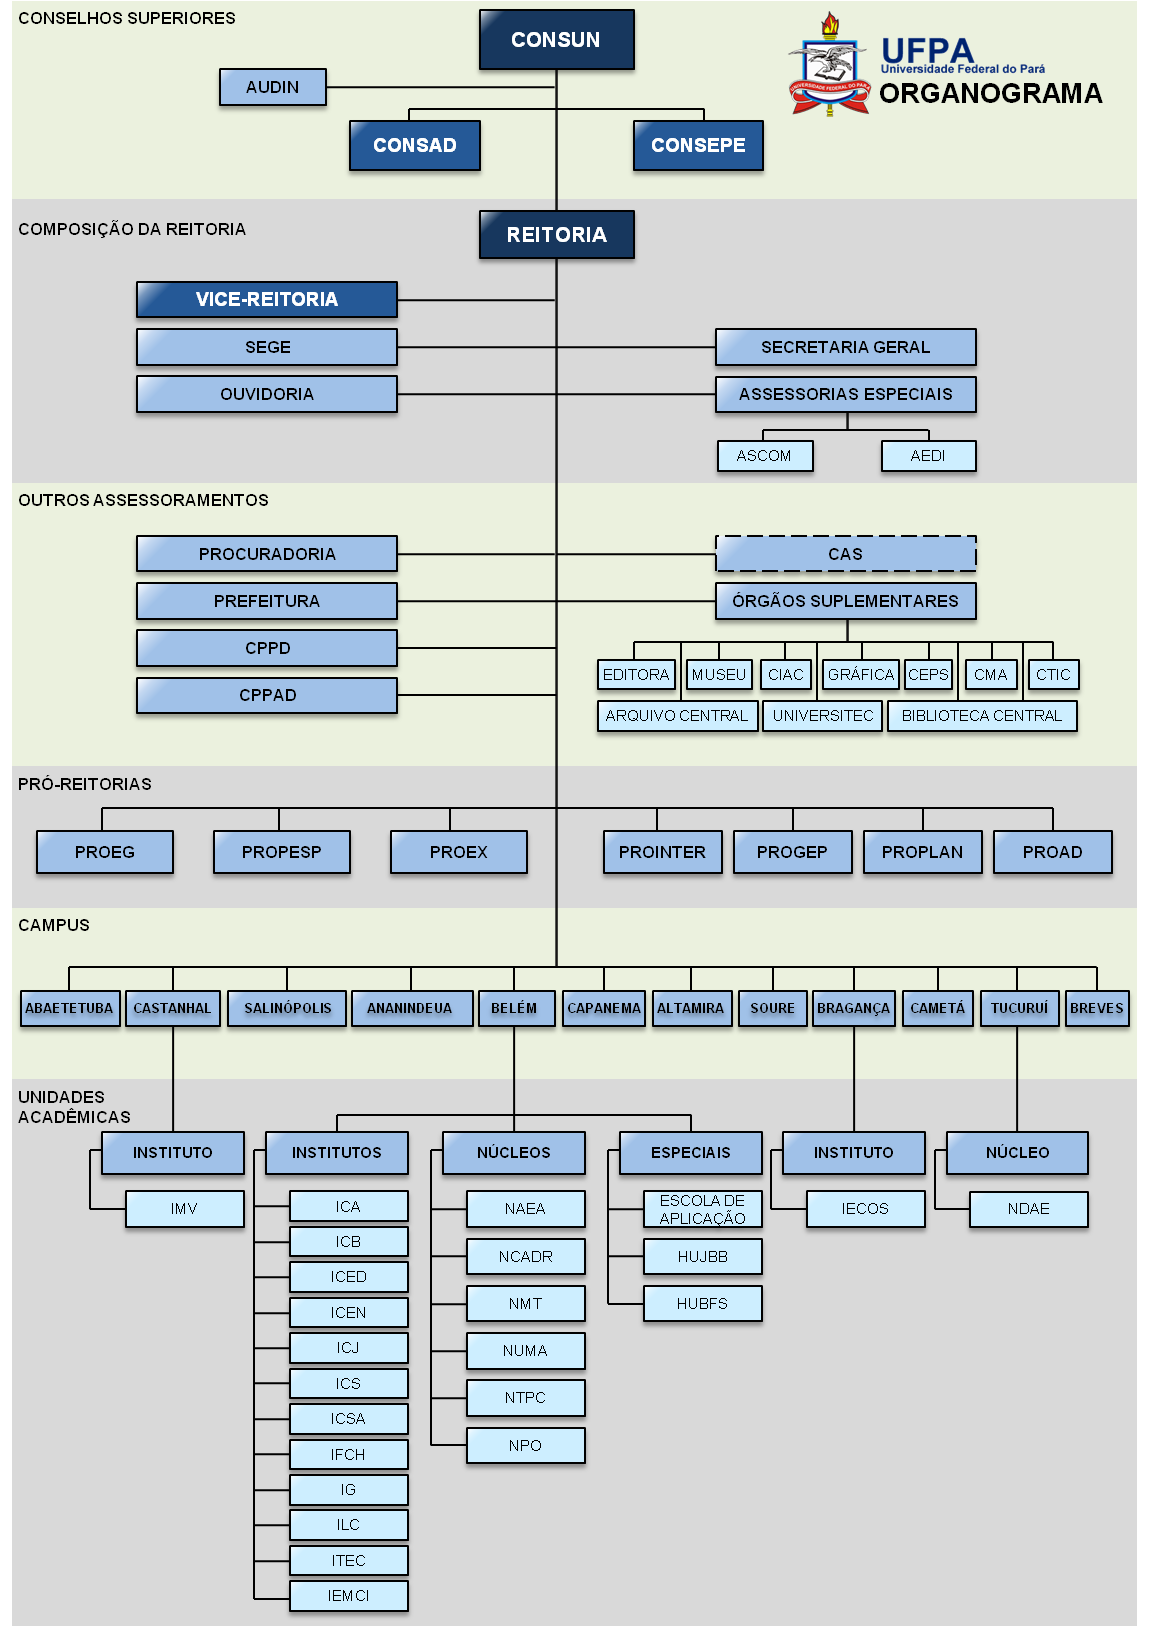 CONSELHOS SUPERIORES
CONSUN
UFPA
Universidade Federal do Pará
ORGANOGRAMA
UNIVERSIDADE FEDERAL DO PARÁ
AUDIN
CONSAD
CONSEPE
COMPOSIÇÃO DA REITORIA
REITORIA
VICE-REITORIA
SEGE
SECRETARIA GERAL
OUVIDORIA
ASSESSORIAS ESPECIAIS
ASCOM
AEDI
OUTROS ASSESSORAMENTOS
PROCURADORIA
CAS
PREFEITURA
ÓRGÃOS SUPLEMENTARES
CPPD
EDITORA
MUSEU
CIAC
GRÁFICA
CEPS
CMA
CTIC
CPPAD
ARQUIVO CENTRAL
UNIVERSITEC
BIBLIOTECA CENTRAL
PRÓ-REITORIAS
PROEG
PROPESP
PROEX
PROINTER
PROGEP
PROPLAN
PROAD
CAMPUS
ABAETETUBA
CASTANHAL
SALINÓPOLIS
ANANINDEUA
BELÉM
CAPANEMA
ALTAMIRA
SOURE
BRAGANÇA
CAMETÁ
TUCURUÍ
BREVES
UNIDADES
ACADÊMICAS
INSTITUTO
IMV
INSTITUTOS
ICA
ICB
ICED
ICEN
ICJ
ICS
ICSA
IFCH
IG
ILC
ITEC
IEMCI
NÚCLEOS
NAEA
NCADR
NMT
NUMA
NTPC
NPO
ESPECIAIS
ESCOLA DE
APLICAÇÃO
HUJBB
HUBFS
INSTITUTO
IECOS
NÚCLEO
NDAE